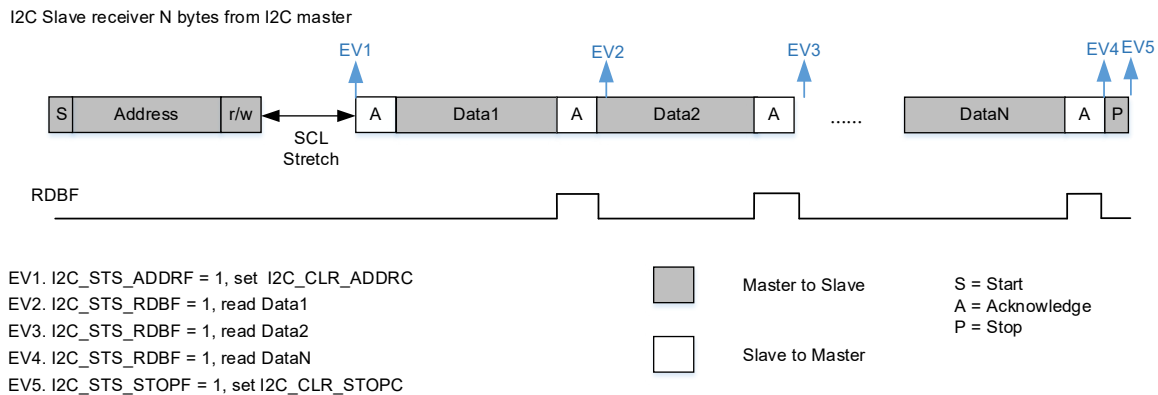 I2C Slave receiver N bytes from I2C master
EV1 EV2 EV3 EV4 EV5
S Address r/w A Data1 A Data2 A ...... DataN A P
SCL
Stretch
RDBF
EV1. I2C_STS_ADDRF = 1, set I2C_CLR_ADDRC
EV2. I2C_STS_RDBF = 1, read Data1
EV3. I2C_STS_RDBF = 1, read Data2
EV4. I2C_STS_RDBF = 1, read DataN
EV5. I2C_STS_STOPF = 1, set I2C_CLR_STOPC
Master to Slave
Slave to Master
S = Start
A = Acknowledge
P = Stop